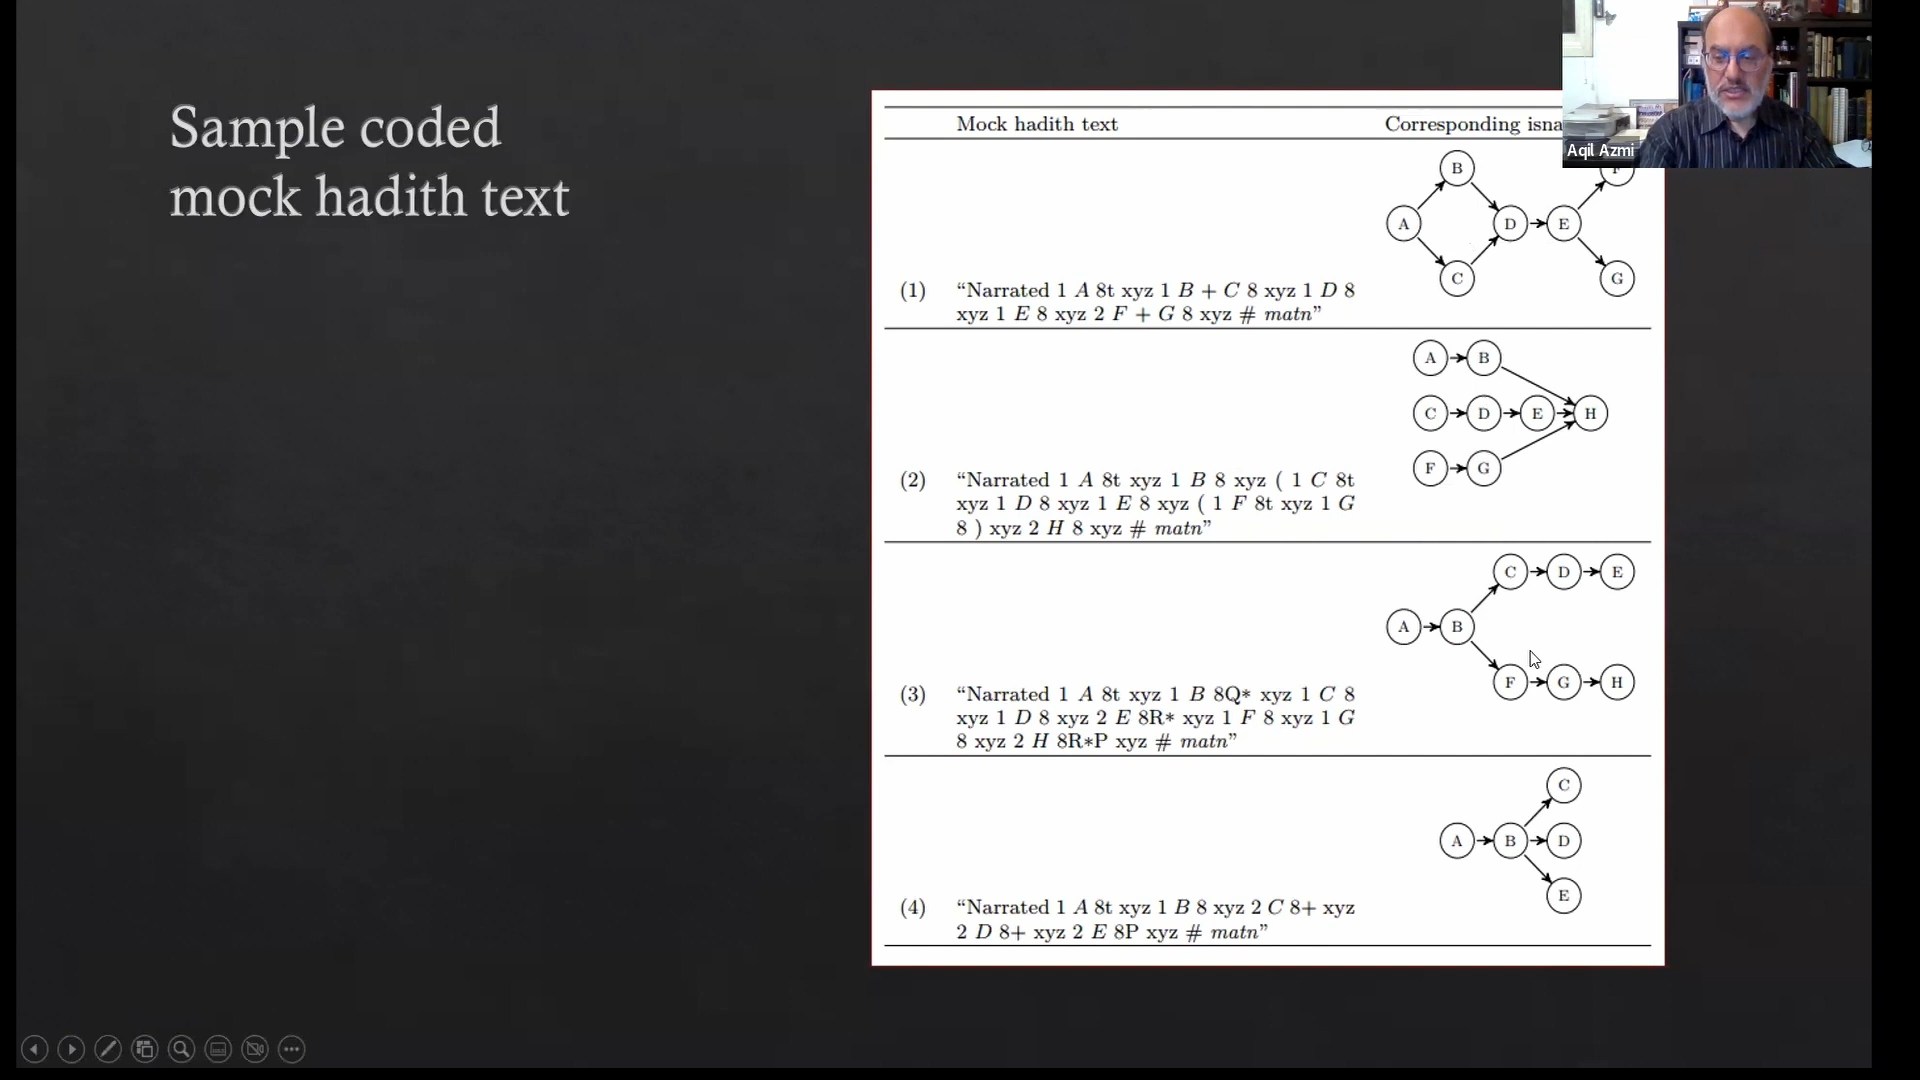 Sample coded
mock hadith text
Mock hadith text
Corresponding isna
Aqil Azmi
B
A
D
E
C
G
(1)
“Narrated 1 A 8t xyz 1 B + C 8 xyz 1 D 8
xyz 1 E 8 xyz 2 F + G 8 xyz # matn”
A B
C D E H
F G
(2)
“Narrated 1 A 8t xyz 1 B 8 xyz ( 1 C 8t
xyz 1 D 8 xyz 1 E 8 xyz ( 1 F 8t xyz 1 G
8 ) xyz 2 H 8 xyz # matn”
C D E
A B
F G H
(3)
“Narrated 1 A 8t xyz 1 B 8Q* xyz 1 C 8
xyz 1 D 8 xyz 2 E 8R* xyz 1 F 8 xyz 1 G
8 xyz 2 H 8R*P xyz # matn”
C
A B D
E
(4)
“Narrated 1 A 8t xyz 1 B 8 xyz 2 C 8+ xyz
2 D 8+ xyz 2 E 8P xyz # matn”